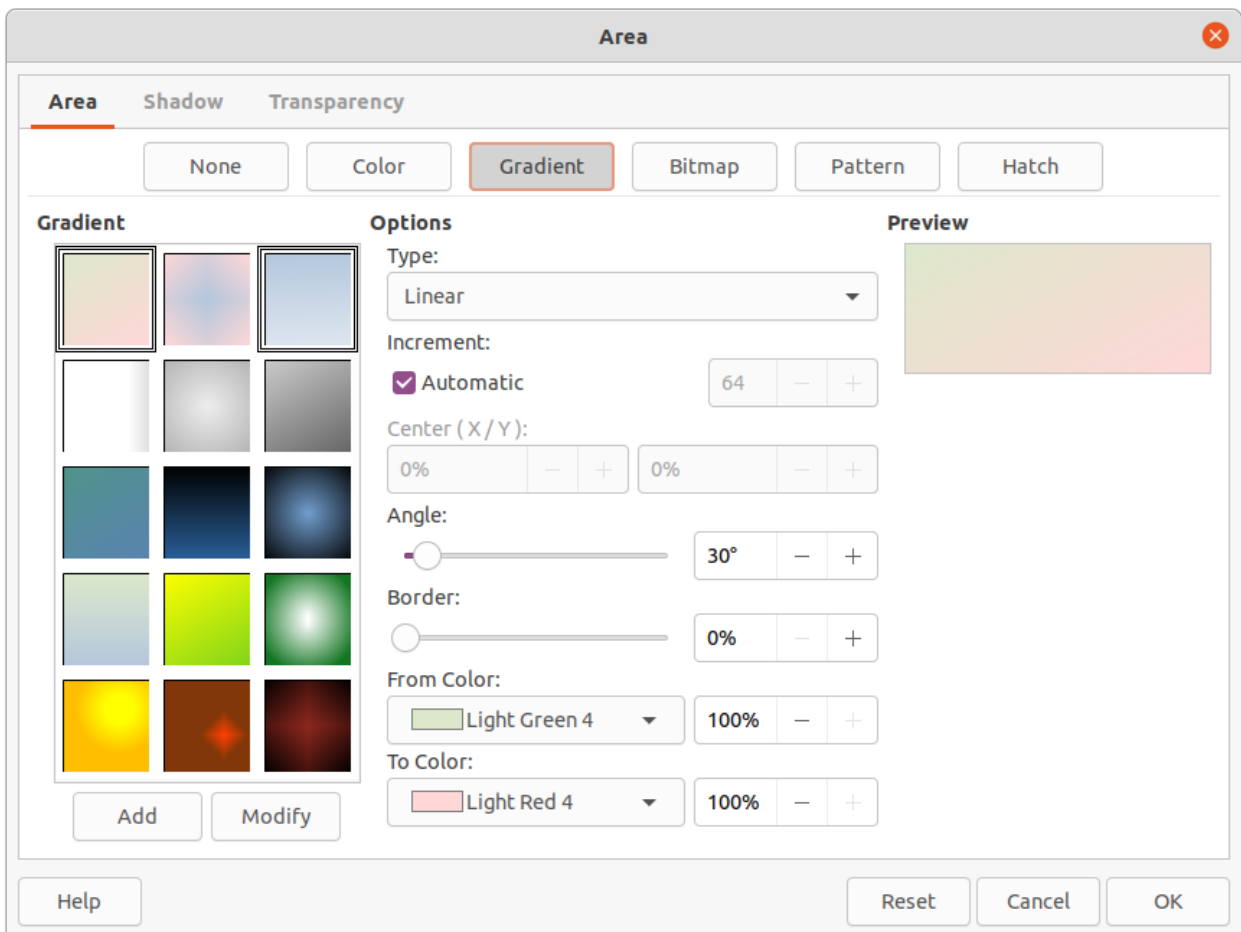 Area
Area Shadow Transparency
None Color Gradient Bitmap Pattern Hatch
Gradient Options Preview
Type:
Linear
Increment:
Automatic 64
Center ( X / Y ):
0% 0%
Angle:
30°
Border:
0%
From Color:
Light Green 4 100%
To Color:
Light Red 4 100%
Add Modify
Help Reset Cancel OK